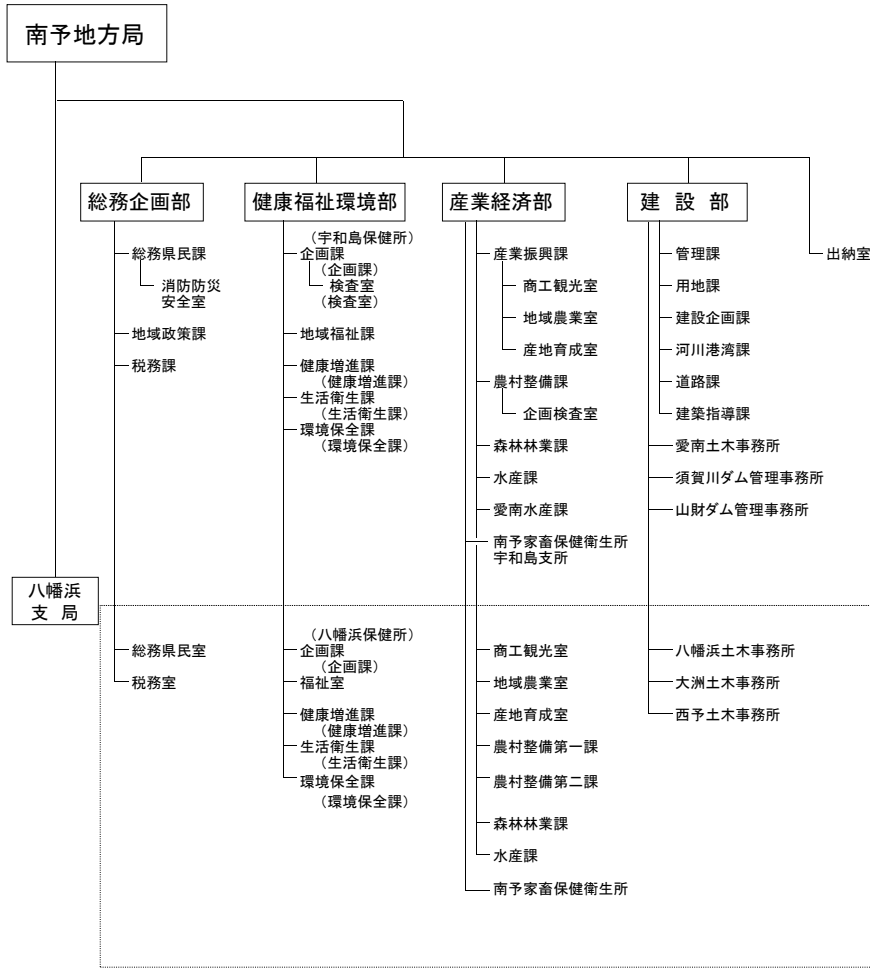 南予地方局
総務企画部
総務県民課
消防防災
安全室
地域政策課
税務課
健康福祉環境部
（宇和島保健所）
企画課
（企画課）
検査室
（検査室）
地域福祉課
健康増進課
（健康増進課）
生活衛生課
（生活衛生課）
環境保全課
（環境保全課）
産業経済部
産業振興課
商工観光室
地域農業室
産地育成室
農村整備課
企画検査室
森林林業課
水産課
愛南水産課
南予家畜保健衛生所
宇和島支所
建 設 部
管理課
用地課
建設企画課
河川港湾課
道路課
建築指導課
愛南土木事務所
須賀川ダム管理事務所
山財ダム管理事務所
出納室
八幡浜
支 局
総務県民室
税務室
（八幡浜保健所）
企画課
（企画課）
福祉室
健康増進課
（健康増進課）
生活衛生課
（生活衛生課）
環境保全課
（環境保全課）
商工観光室
地域農業室
産地育成室
農村整備第一課
農村整備第二課
森林林業課
水産課
南予家畜保健衛生所
八幡浜土木事務所
大洲土木事務所
西予土木事務所